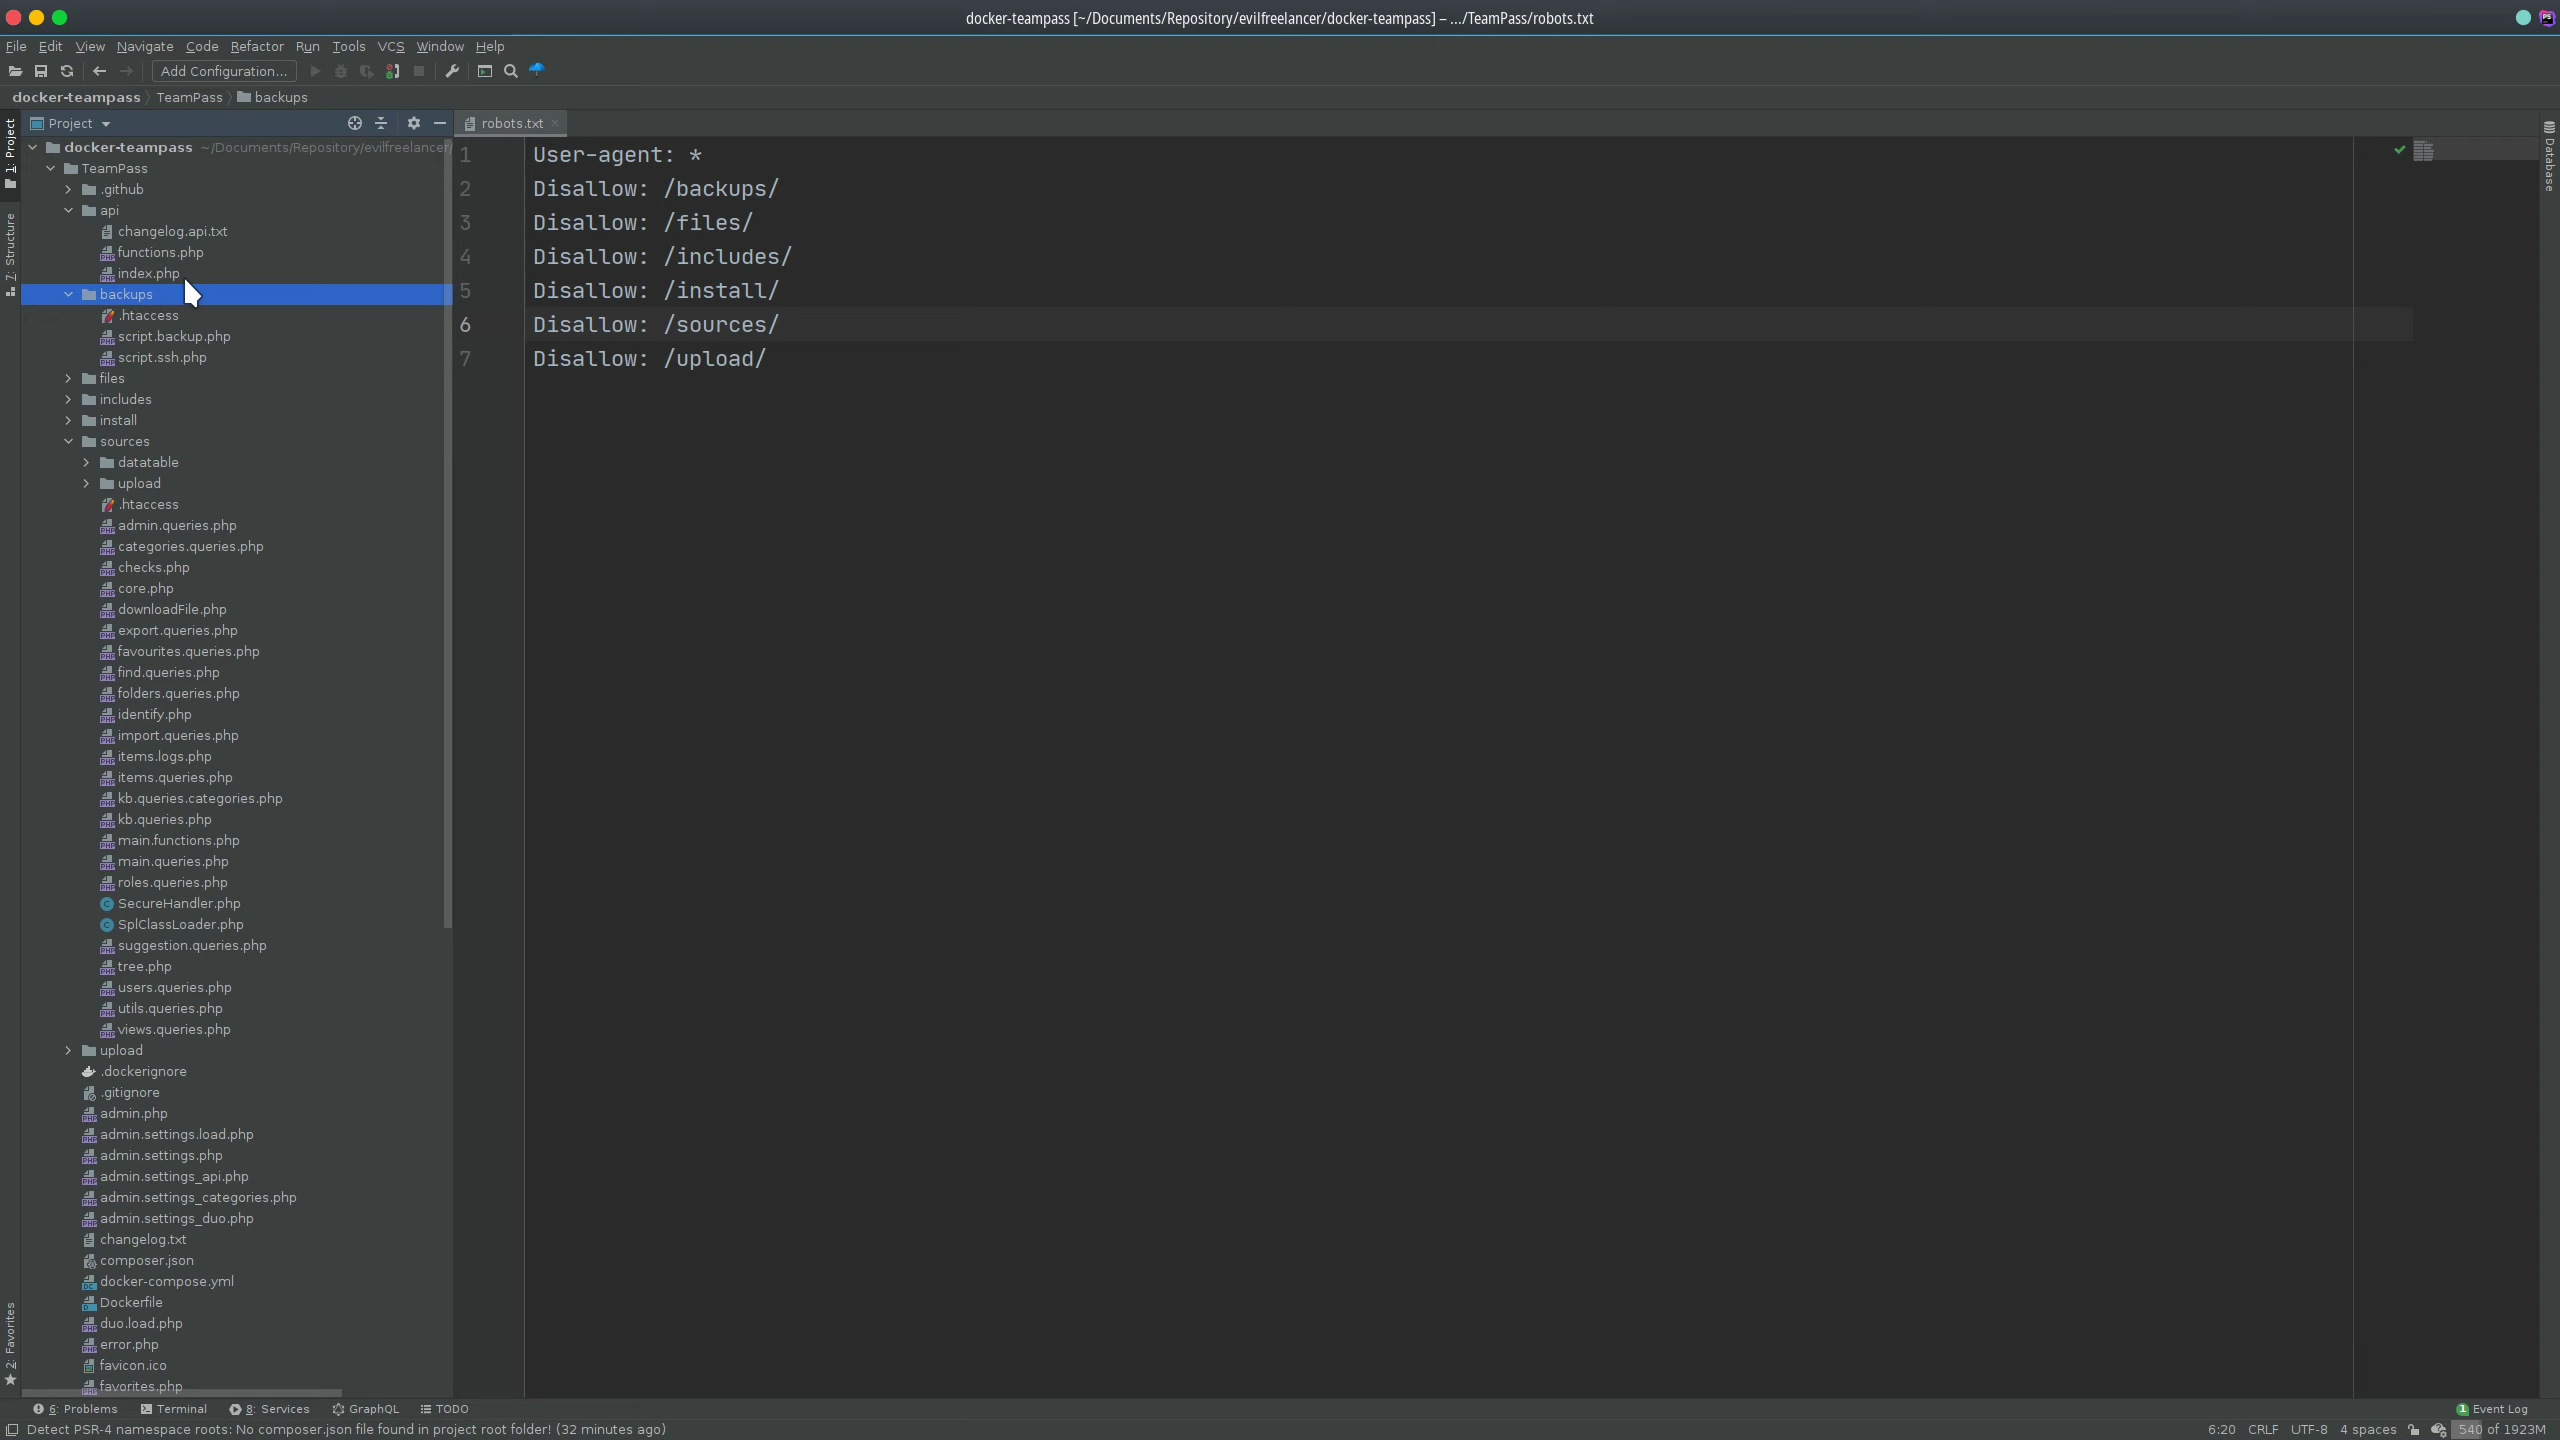 docker-teampass [~/Documents/Repository/evilfreelancer/docker-teampass] – .../TeamPass/robots.txt
File Edit View Navigate Code Refactor Run Tools VCS Window Help
Add Configuration...
docker-teampass TeamPass backups
1: Project
7: Structure
2: Favorites
Project
docker-teampass ~/Documents/Repository/evilfreelancer/
TeamPass
.github
api
changelog.api.txt
functions.php
index.php
backups
.htaccess
script.backup.php
script.ssh.php
files
includes
install
sources
datatable
upload
.htaccess
admin.queries.php
categories.queries.php
checks.php
core.php
downloadFile.php
export.queries.php
favourites.queries.php
find.queries.php
folders.queries.php
identify.php
import.queries.php
items.logs.php
items.queries.php
kb.queries.categories.php
kb.queries.php
main.functions.php
main.queries.php
roles.queries.php
SecureHandler.php
SplClassLoader.php
suggestion.queries.php
tree.php
users.queries.php
utils.queries.php
views.queries.php
upload
.dockerignore
.gitignore
admin.php
admin.settings.load.php
admin.settings.php
admin.settings_api.php
admin.settings_categories.php
admin.settings_duo.php
changelog.txt
composer.json
docker-compose.yml
Dockerfile
duo.load.php
error.php
favicon.ico
favorites.php
robots.txt
1 User-agent: *
2 Disallow: /backups/
3 Disallow: /files/
4 Disallow: /includes/
5 Disallow: /install/
6 Disallow: /sources/
7 Disallow: /upload/
Database
6: Problems Terminal 8: Services GraphQL TODO 1 Event Log
Detect PSR-4 namespace roots: No composer.json file found in project root folder! (32 minutes ago) 6:20 CRLF UTF-8 4 spaces 540 of 1923M